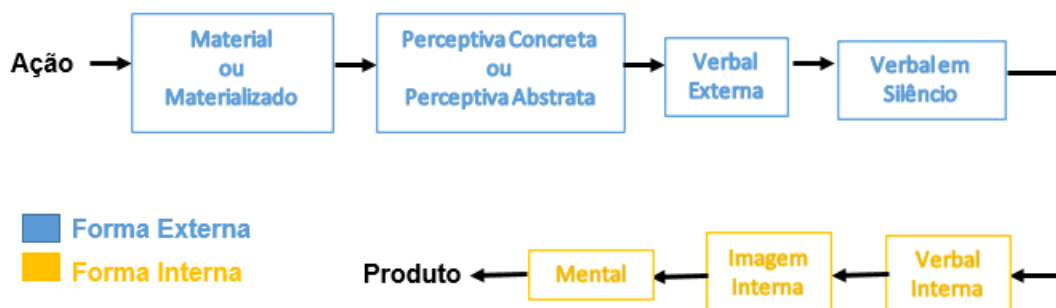 Ação
Material
ou
Materializado
Perceptiva Concreta
ou
Perceptiva Abstrata
Verbal
Externa
Verbal em
Silêncio
Forma Externa
Forma Interna
Produto
Mental
Imagem
Interna
Verbal
Interna